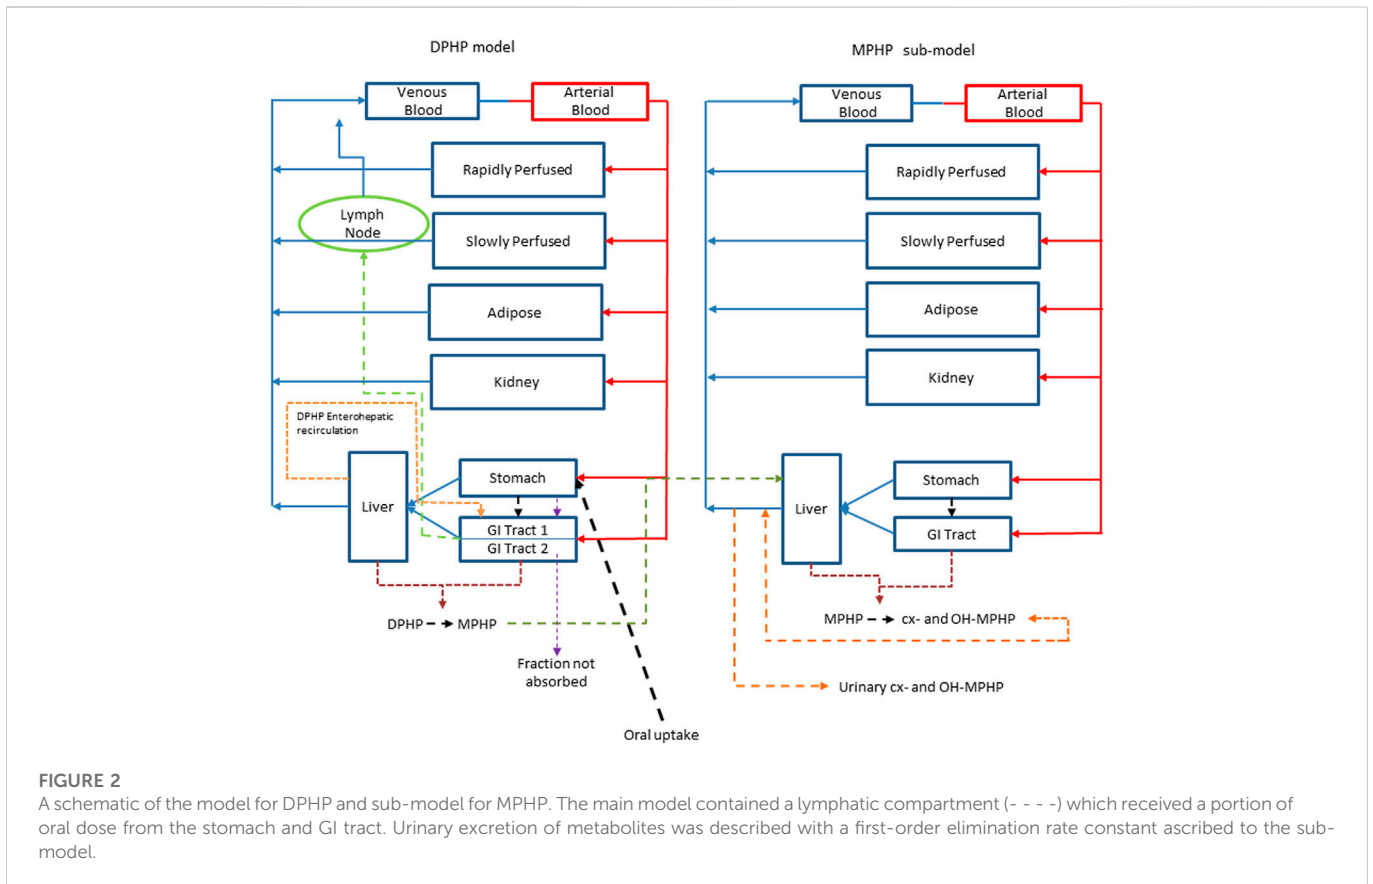 DPHP model
MPHP sub-model
Venous
Blood
Arterial
Blood
Venous
Blood
Arterial
Blood
Rapidly Perfused
Rapidly Perfused
Lymph
Node
Slowly Perfused
Slowly Perfused
Adipose
Adipose
Kidney
Kidney
DPHP Enterohepatic
recirculation
Stomach
Stomach
Liver
Liver
GI Tract 1
GI Tract 2
GI Tract
DPHP
MPHP
MPHP
cx- and OH-MPHP
Fraction not
absorbed
Urinary cx- and OH-MPHP
Oral uptake
FIGURE 2
A schematic of the model for DPHP and sub-model for MPHP. The main model contained a lymphatic compartment (- - - -) which received a portion of
oral dose from the stomach and GI tract. Urinary excretion of metabolites was described with a first-order elimination rate constant ascribed to the sub-
model.